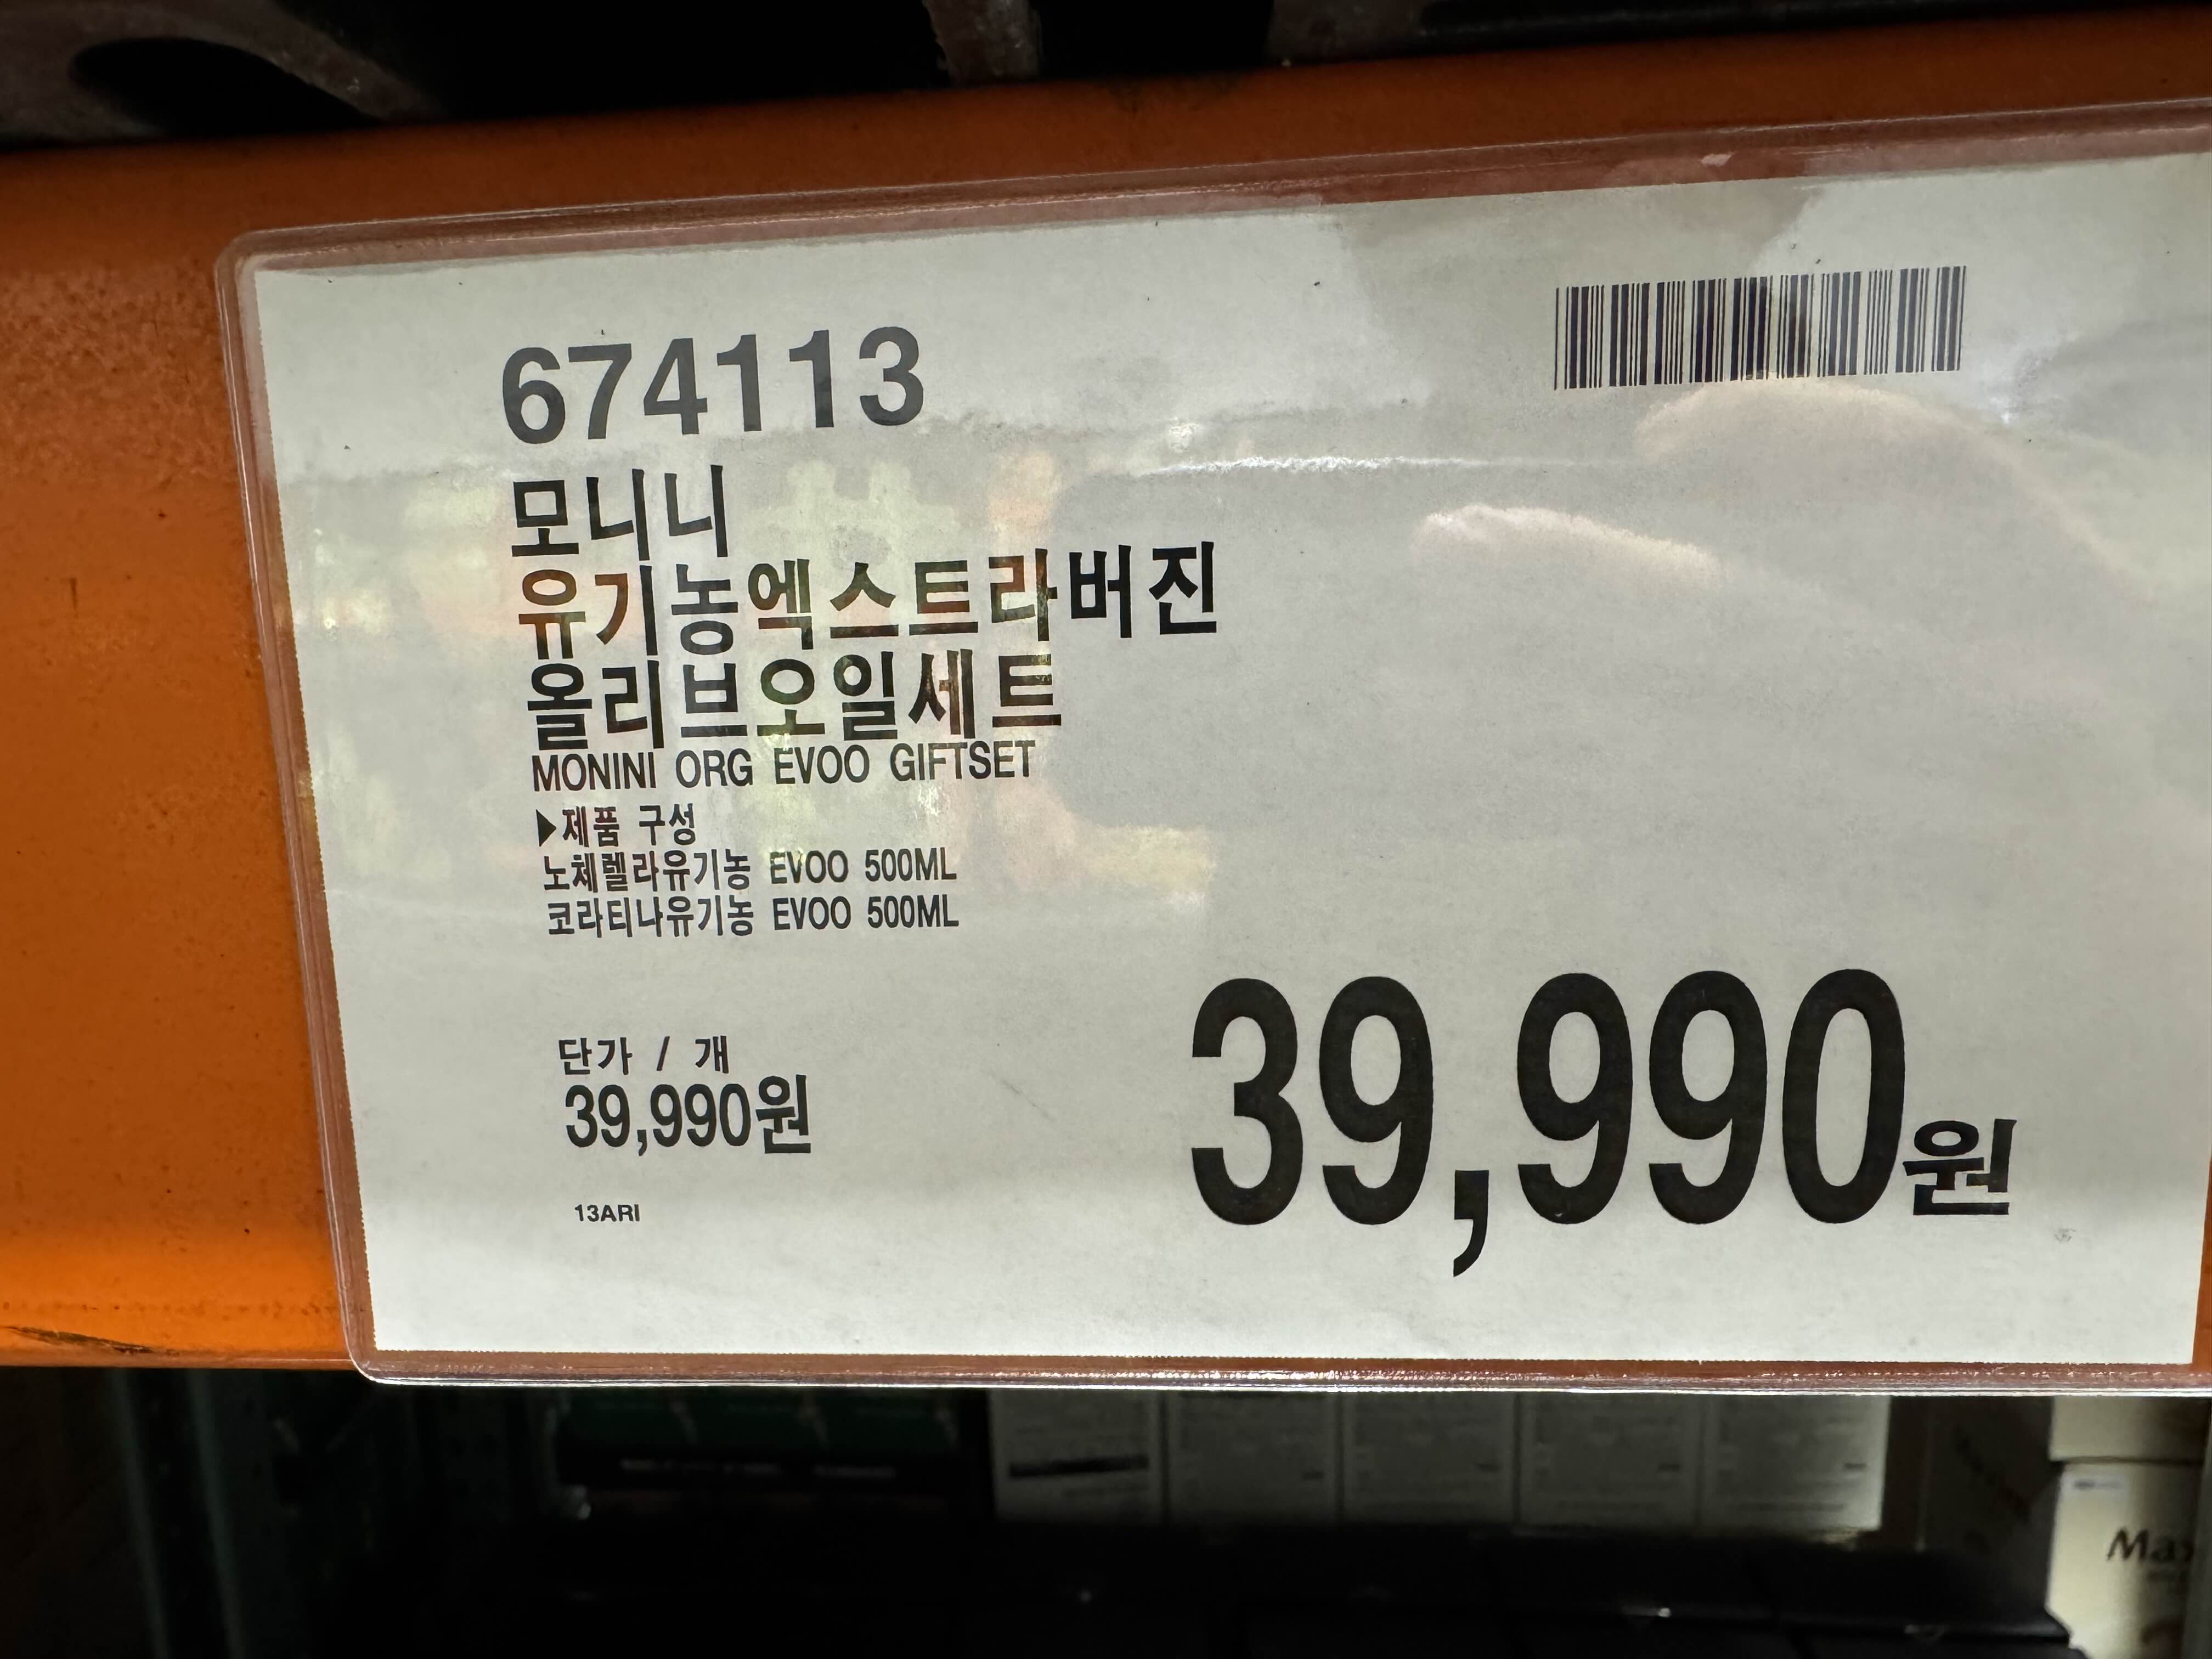 674113
모니니
유기농엑스트라버진
올리브오일세트
MONINI ORG EVOO GIFTSET
▶제품 구성
노체렐라유기농 EVOO 500ML
코라티나유기농 EVOO 500ML
단가 / 개
39,990원
39,990원
13ARI